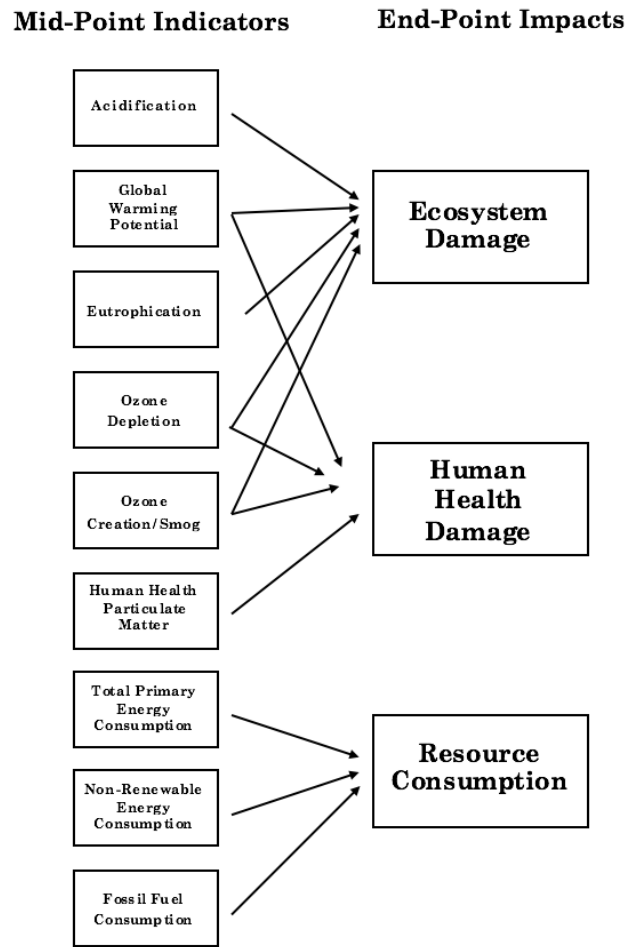 Mid-Point Indicators
End-Point Impacts
Acidification
Global
Warming
Potential
Eutrophication
Ozone
Depletion
Ozone
Creation/Smog
Human Health
Particulate
Matter
Total Primary
Energy
Consumption
Non-Renewable
Energy
Consumption
Fossil Fuel
Consumption
Ecosystem
Damage
Human
Health
Damage
Resource
Consumption